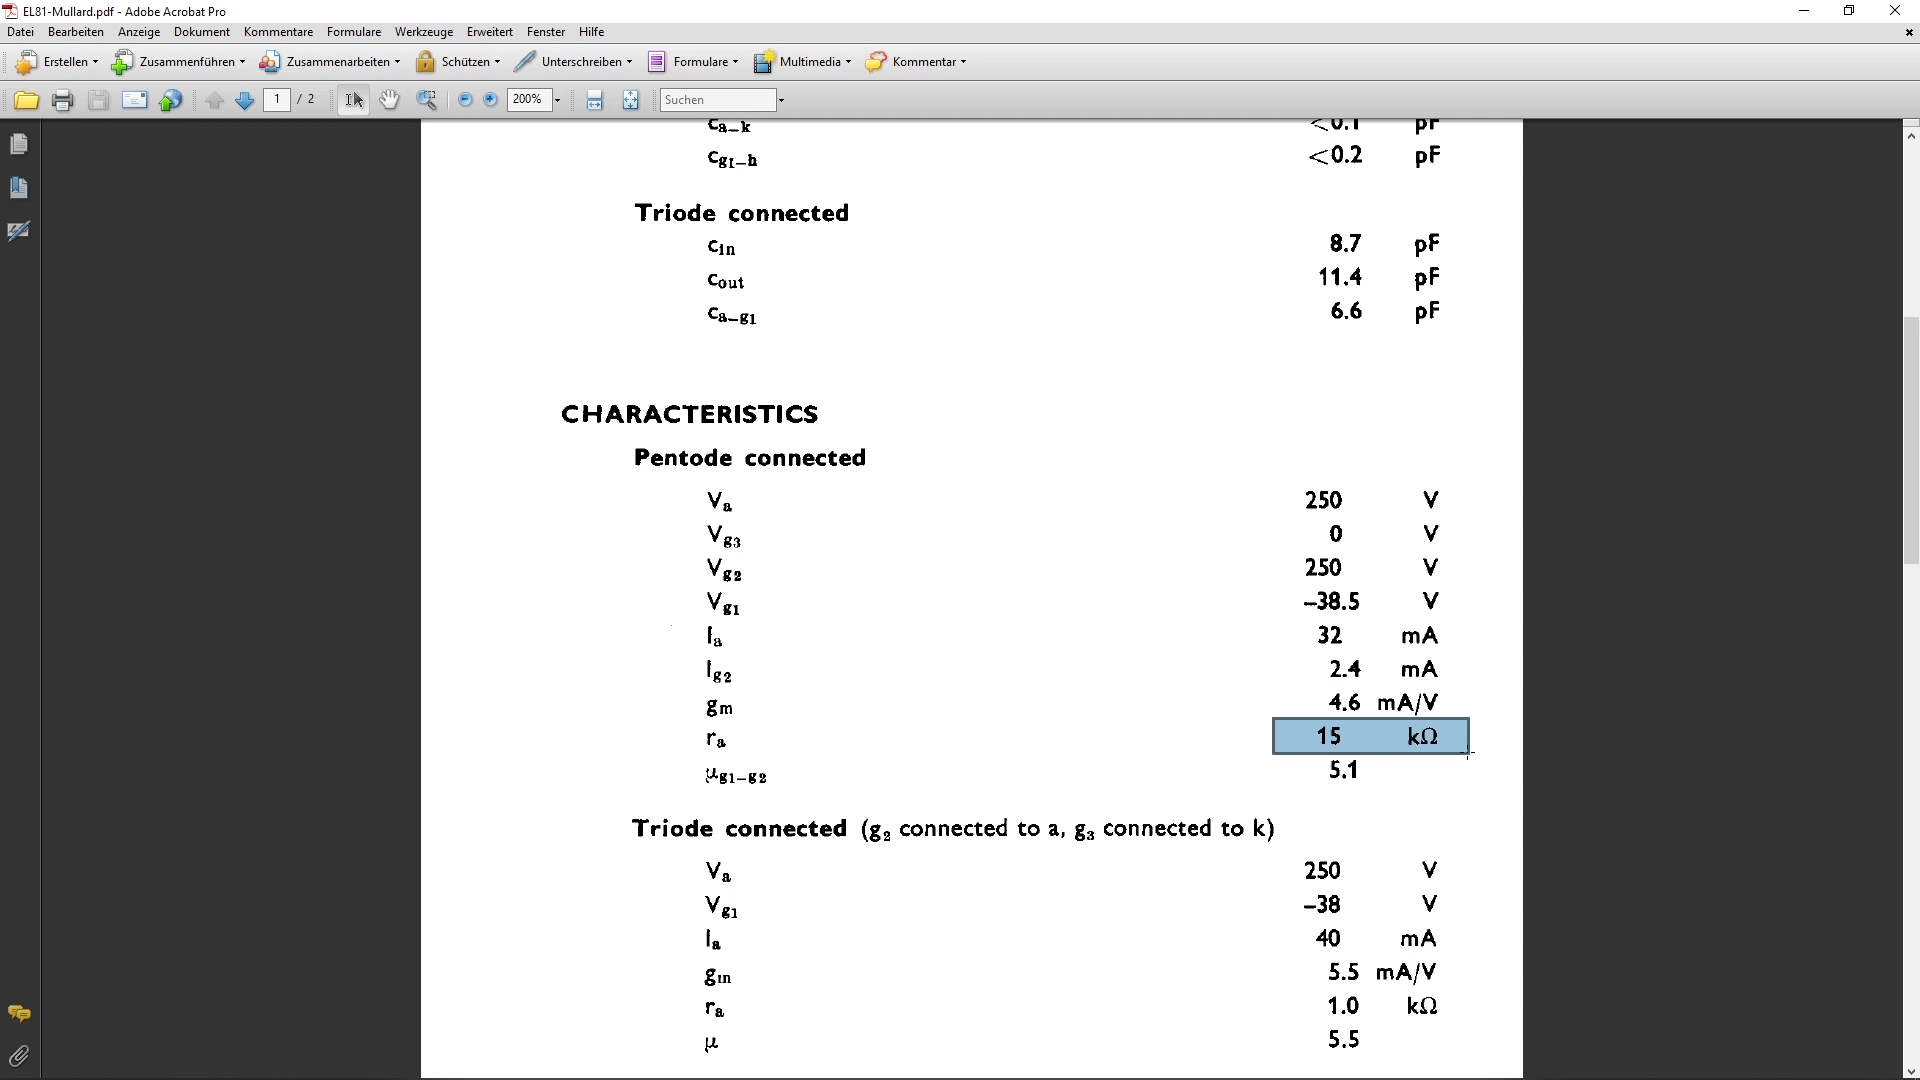 EL81-Mullard.pdf - Adobe Acrobat Pro
Datei Bearbeiten Anzeige Dokument Kommentare Formulare Werkzeuge Erweitert Fenster Hilfe
Erstellen Zusammenführen Zusammenarbeiten Schützen Unterschreiben Formulare Multimedia Kommentar
1 / 2 200% Suchen
ca–k <0.1 pF
cg1–h <0.2 pF
Triode connected
cin 8.7 pF
cout 11.4 pF
ca–g1 6.6 pF
CHARACTERISTICS
Pentode connected
Va 250 V
Vg3 0 V
Vg2 250 V
Vg1 –38.5 V
Ia 32 mA
Ig2 2.4 mA
gm 4.6 mA/V
ra 15 kΩ
μg1–g2 5.1
Triode connected (g2 connected to a, g3 connected to k)
Va 250 V
Vg1 –38 V
Ia 40 mA
gm 5.5 mA/V
ra 1.0 kΩ
μ 5.5